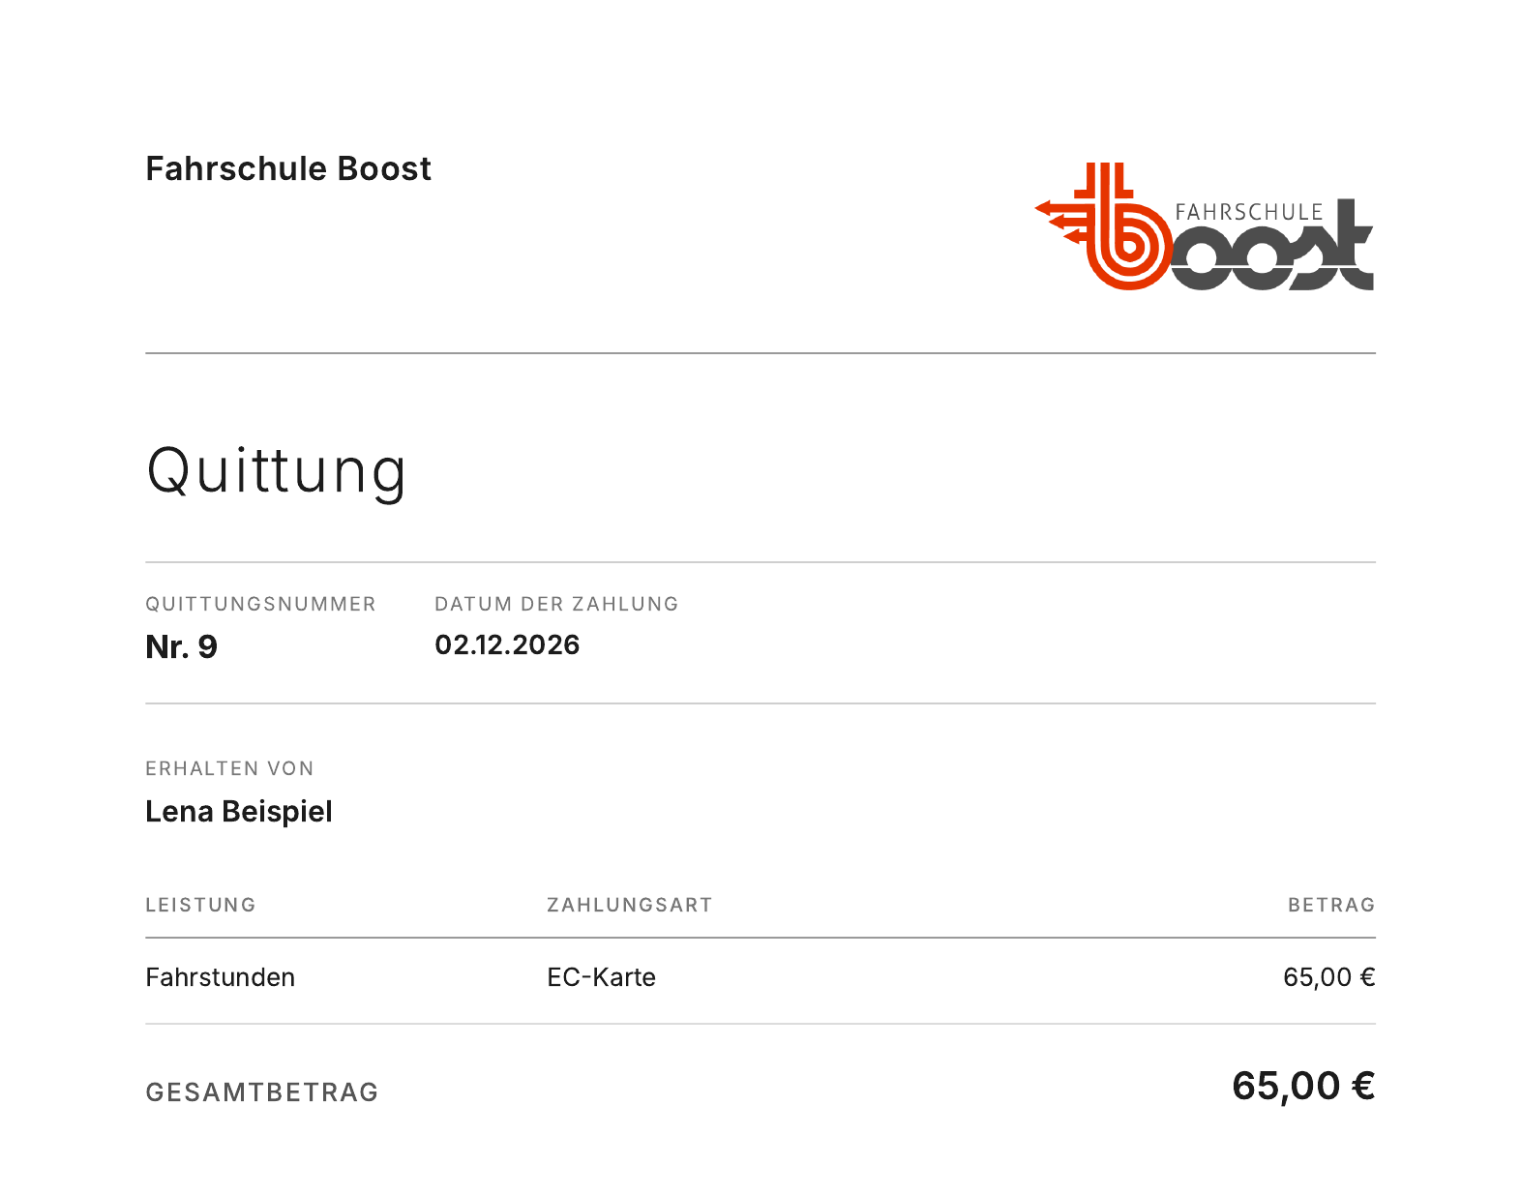 Fahrschule Boost
FAHRSCHULE
boost
Quittung
QUITTUNGSNUMMER DATUM DER ZAHLUNG
Nr. 9 02.12.2026
ERHALTEN VON
Lena Beispiel
LEISTUNG ZAHLUNGSART BETRAG
Fahrstunden EC-Karte 65,00 €
GESAMTBETRAG 65,00 €